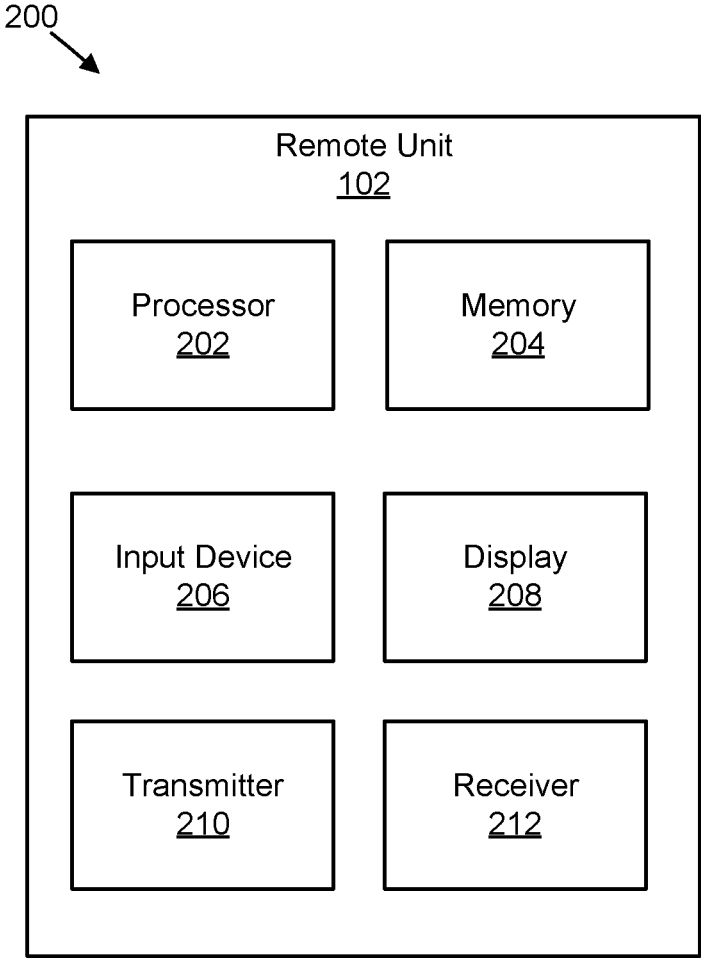 200
Remote Unit
102
Processor
202
Memory
204
Input Device
206
Display
208
Transmitter
210
Receiver
212